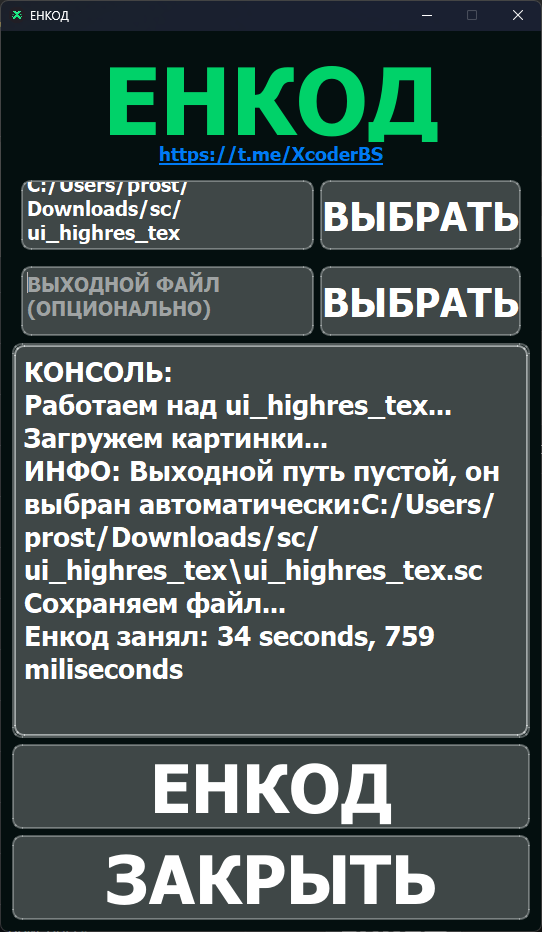 ЕНКОД
ЕНКОД
https://t.me/XcoderBS
C:/Users/prost/
Downloads/sc/
ui_highres_tex
ВЫБРАТЬ
ВЫХОДНОЙ ФАЙЛ
(ОПЦИОНАЛЬНО)
ВЫБРАТЬ
КОНСОЛЬ:
Работаем над ui_highres_tex...
Загружем картинки...
ИНФО: Выходной путь пустой, он
выбран автоматически:C:/Users/
prost/Downloads/sc/
ui_highres_tex\ui_highres_tex.sc
Сохраняем файл...
Енкод занял: 34 seconds, 759
miliseconds
ЕНКОД
ЗАКРЫТЬ